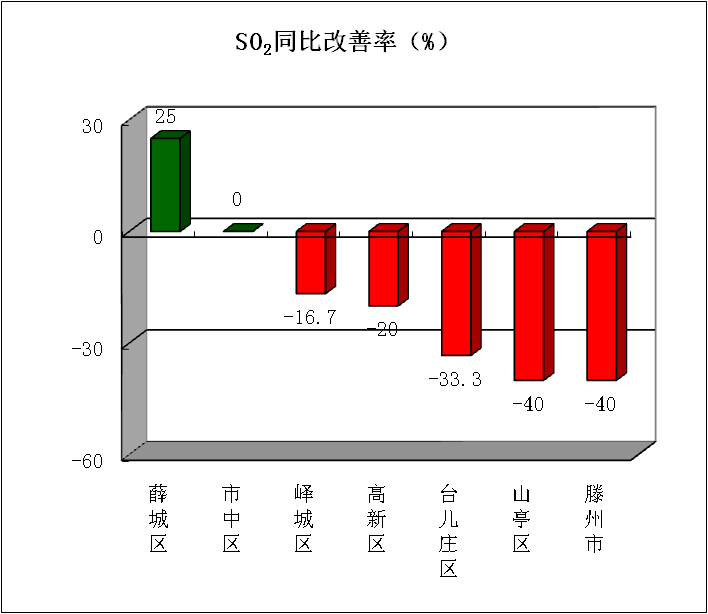 SO₂同比改善率（%）
30
0
-30
-60
25
0
-16.7
-20
-33.3
-40
-40
薛城区
市中区
峄城区
高新区
台儿庄区
山亭区
滕州市